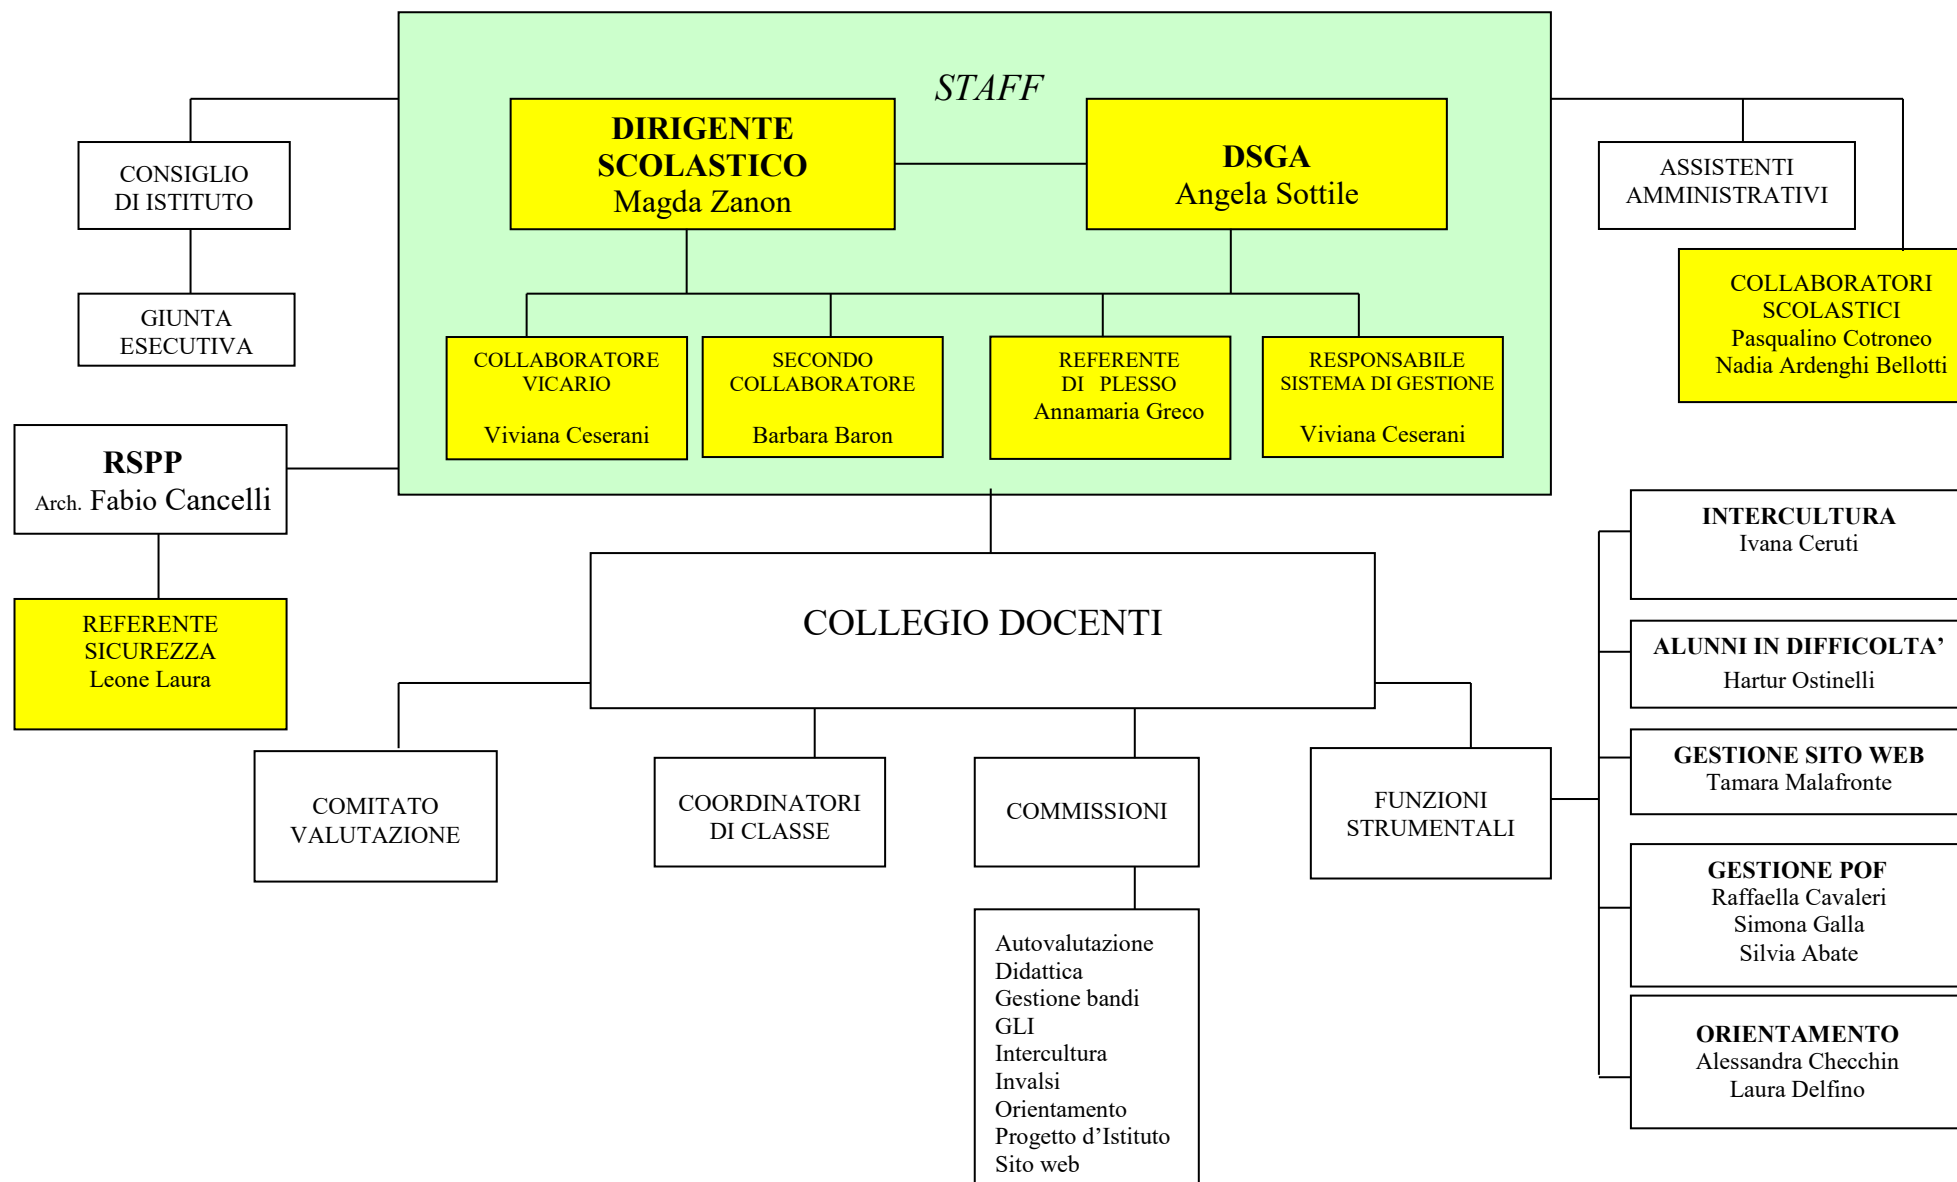 STAFF
DIRIGENTE
SCOLASTICO
Magda Zanon
DSGA
Angela Sottile
CONSIGLIO
DI ISTITUTO
GIUNTA
ESECUTIVA
ASSISTENTI
AMMINISTRATIVI
COLLABORATORI
SCOLASTICI
Pasqualino Cotroneo
Nadia Ardenghi Bellotti
COLLABORATORE
VICARIO
Viviana Ceserani
SECONDO
COLLABORATORE
Barbara Baron
REFERENTE
DI PLESSO
Annamaria Greco
RESPONSABILE
SISTEMA DI GESTIONE
Viviana Ceserani
RSPP
Arch. Fabio Cancelli
REFERENTE
SICUREZZA
Leone Laura
COLLEGIO DOCENTI
COMITATO
VALUTAZIONE
COORDINATORI
DI CLASSE
COMMISSIONI
FUNZIONI
STRUMENTALI
Autovalutazione
Didattica
Gestione bandi
GLI
Intercultura
Invalsi
Orientamento
Progetto d’Istituto
Sito web
INTERCULTURA
Ivana Ceruti
ALUNNI IN DIFFICOLTA’
Hartur Ostinelli
GESTIONE SITO WEB
Tamara Malafronte
GESTIONE POF
Raffaella Cavaleri
Simona Galla
Silvia Abate
ORIENTAMENTO
Alessandra Checchin
Laura Delfino